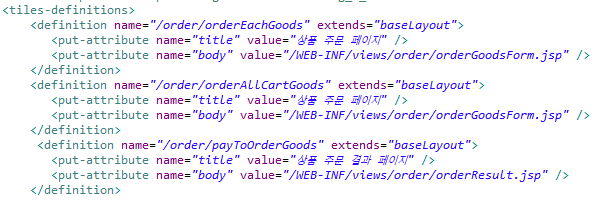 <tiles-definitions>
<definition name="/order/orderEachGoods" extends="baseLayout">
<put-attribute name="title" value="상품 주문 페이지" />
<put-attribute name="body" value="/WEB-INF/views/order/orderGoodsForm.jsp" />
</definition>
<definition name="/order/orderAllCartGoods" extends="baseLayout">
<put-attribute name="title" value="상품 주문 페이지" />
<put-attribute name="body" value="/WEB-INF/views/order/orderGoodsForm.jsp" />
</definition>
<definition name="/order/payToOrderGoods" extends="baseLayout">
<put-attribute name="title" value="상품 주문 결과 페이지" />
<put-attribute name="body" value="/WEB-INF/views/order/orderResult.jsp" />
</definition>